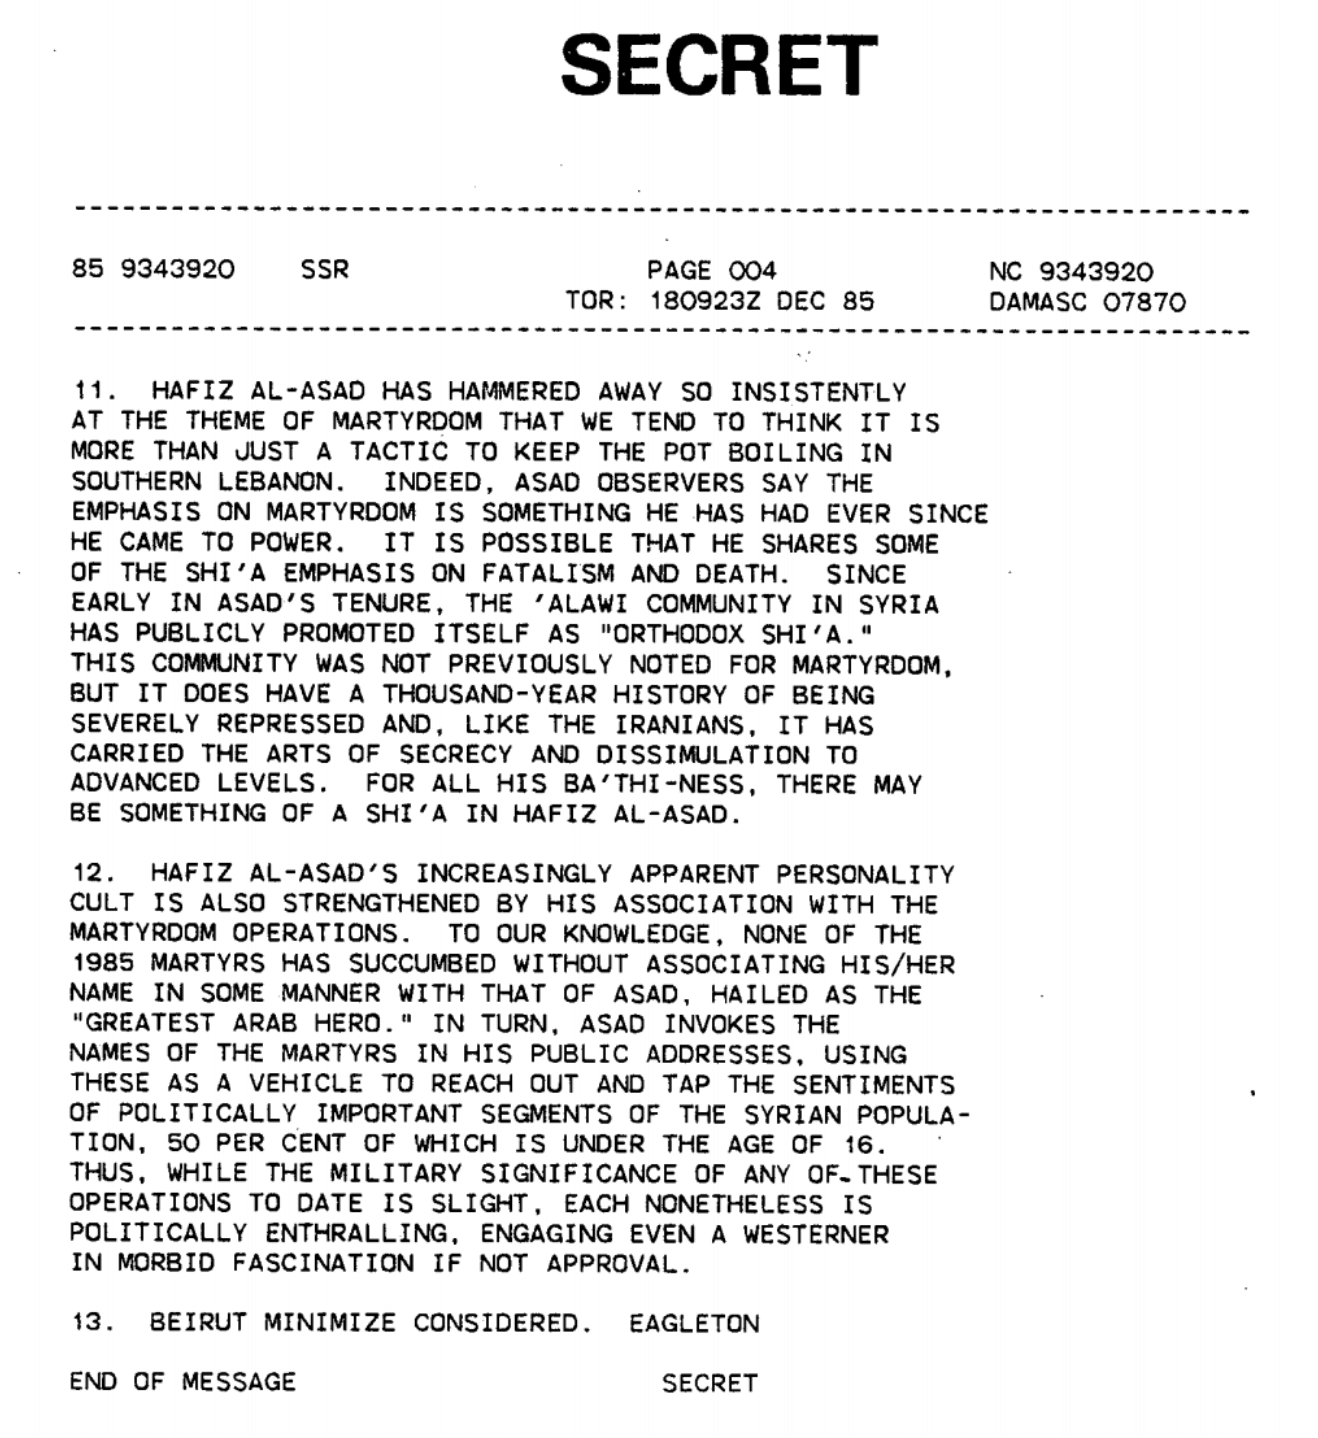 SECRET
--------------------------------------------------------------------------
85 9343920 SSR PAGE 004 NC 9343920
TOR: 180923Z DEC 85 DAMASC 07870
--------------------------------------------------------------------------
11. HAFIZ AL-ASAD HAS HAMMERED AWAY SO INSISTENTLY
AT THE THEME OF MARTYRDOM THAT WE TEND TO THINK IT IS
MORE THAN JUST A TACTIC TO KEEP THE POT BOILING IN
SOUTHERN LEBANON. INDEED, ASAD OBSERVERS SAY THE
EMPHASIS ON MARTYRDOM IS SOMETHING HE HAS HAD EVER SINCE
HE CAME TO POWER. IT IS POSSIBLE THAT HE SHARES SOME
OF THE SHI'A EMPHASIS ON FATALISM AND DEATH. SINCE
EARLY IN ASAD'S TENURE, THE 'ALAWI COMMUNITY IN SYRIA
HAS PUBLICLY PROMOTED ITSELF AS "ORTHODOX SHI'A."
THIS COMMUNITY WAS NOT PREVIOUSLY NOTED FOR MARTYRDOM,
BUT IT DOES HAVE A THOUSAND-YEAR HISTORY OF BEING
SEVERELY REPRESSED AND, LIKE THE IRANIANS, IT HAS
CARRIED THE ARTS OF SECRECY AND DISSIMULATION TO
ADVANCED LEVELS. FOR ALL HIS BA'THI-NESS, THERE MAY
BE SOMETHING OF A SHI'A IN HAFIZ AL-ASAD.
12. HAFIZ AL-ASAD'S INCREASINGLY APPARENT PERSONALITY
CULT IS ALSO STRENGTHENED BY HIS ASSOCIATION WITH THE
MARTYRDOM OPERATIONS. TO OUR KNOWLEDGE, NONE OF THE
1985 MARTYRS HAS SUCCUMBED WITHOUT ASSOCIATING HIS/HER
NAME IN SOME MANNER WITH THAT OF ASAD, HAILED AS THE
"GREATEST ARAB HERO." IN TURN, ASAD INVOKES THE
NAMES OF THE MARTYRS IN HIS PUBLIC ADDRESSES, USING
THESE AS A VEHICLE TO REACH OUT AND TAP THE SENTIMENTS
OF POLITICALLY IMPORTANT SEGMENTS OF THE SYRIAN POPULA-
TION, 50 PER CENT OF WHICH IS UNDER THE AGE OF 16.
THUS, WHILE THE MILITARY SIGNIFICANCE OF ANY OF THESE
OPERATIONS TO DATE IS SLIGHT, EACH NONETHELESS IS
POLITICALLY ENTHRALLING, ENGAGING EVEN A WESTERNER
IN MORBID FASCINATION IF NOT APPROVAL.
13. BEIRUT MINIMIZE CONSIDERED. EAGLETON
END OF MESSAGE SECRET